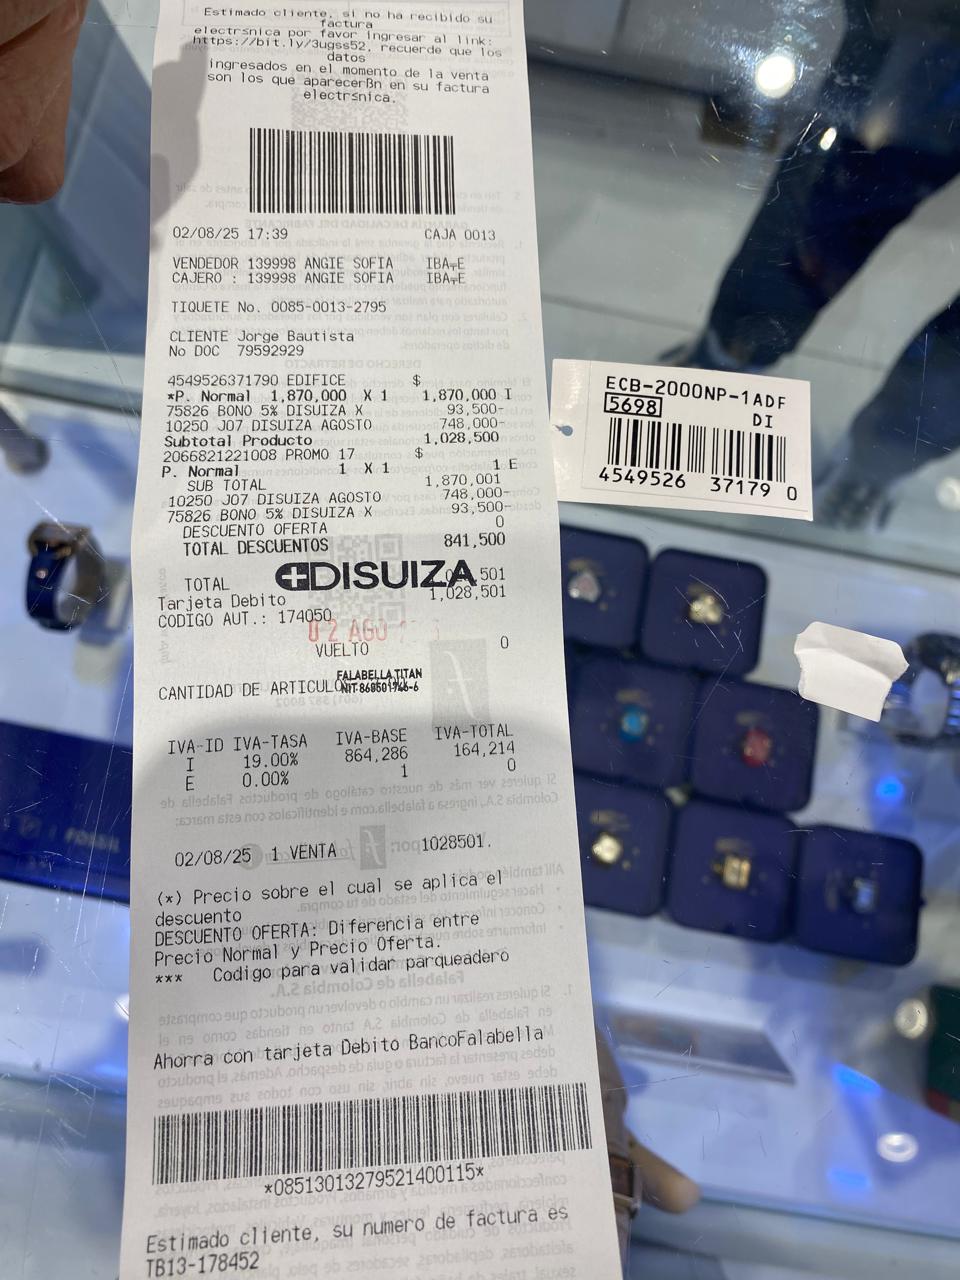 Estimado cliente, si no ha recibido su
factura
electrsnica por favor ingresar al link:
https://bit.ly/3ugss52, recuerde que los
datos
ingresados en el momento de la venta
son los que aparecerBn en su factura
electrsnica.
02/08/25 17:39 CAJA 0013
VENDEDOR 139998 ANGIE SOFIA IBA╤E
CAJERO : 139998 ANGIE SOFIA IBA╤E
TIQUETE No. 0085-0013-2795
CLIENTE Jorge Bautista
No DOC 79592929
4549526371790 EDIFICE $
*P. Normal 1,870,000 X 1 1,870,000 I
75826 BONO 5% DISUIZA X 93,500-
10250 J07 DISUIZA AGOSTO 748,000-
Subtotal Producto 1,028,500
2066821221008 PROMO 17 $
P. Normal 1 X 1 1 E
SUB TOTAL 1,870,001
10250 J07 DISUIZA AGOSTO 748,000-
75826 BONO 5% DISUIZA X 93,500-
DESCUENTO OFERTA 0
TOTAL DESCUENTOS 841,500
DISUIZA
TOTAL 501
Tarjeta Debito 1,028,501
CODIGO AUT.: 174050
02 AGO
VUELTO 0
FALABELLA TITAN
CANTIDAD DE ARTICULO
IVA-ID IVA-TASA IVA-BASE IVA-TOTAL
I 19.00% 864,286 164,214
E 0.00% 1 0
02/08/25 1 VENTA 1028501.
(*) Precio sobre el cual se aplica el
descuento
DESCUENTO OFERTA: Diferencia entre
Precio Normal y Precio Oferta.
*** Codigo para validar parqueadero
Ahorra con tarjeta Debito BancoFalabella
*08513013279521400115*
Estimado cliente, su numero de factura es
TB13-178452
ECB-2000NP-1ADF
5698 DI
4549526 37179 0
FOSSIL